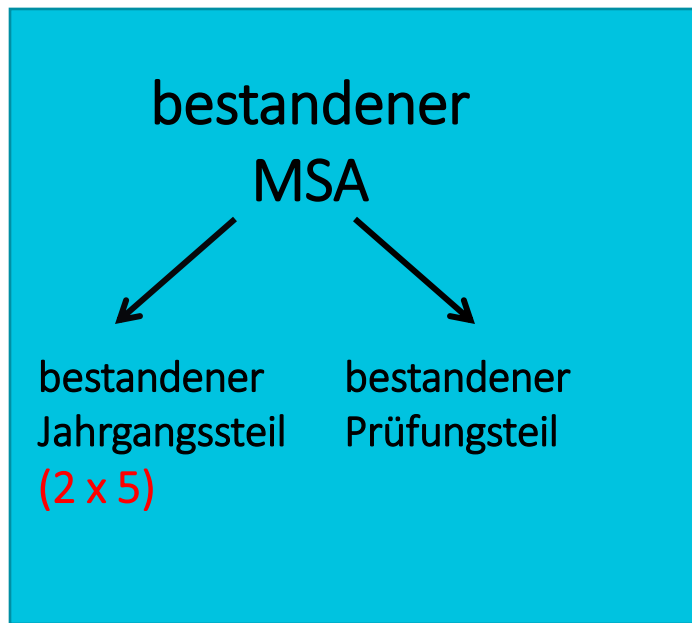 bestandener
MSA
bestandener
Jahrgangssteil
(2 x 5)
bestandener
Prüfungsteil